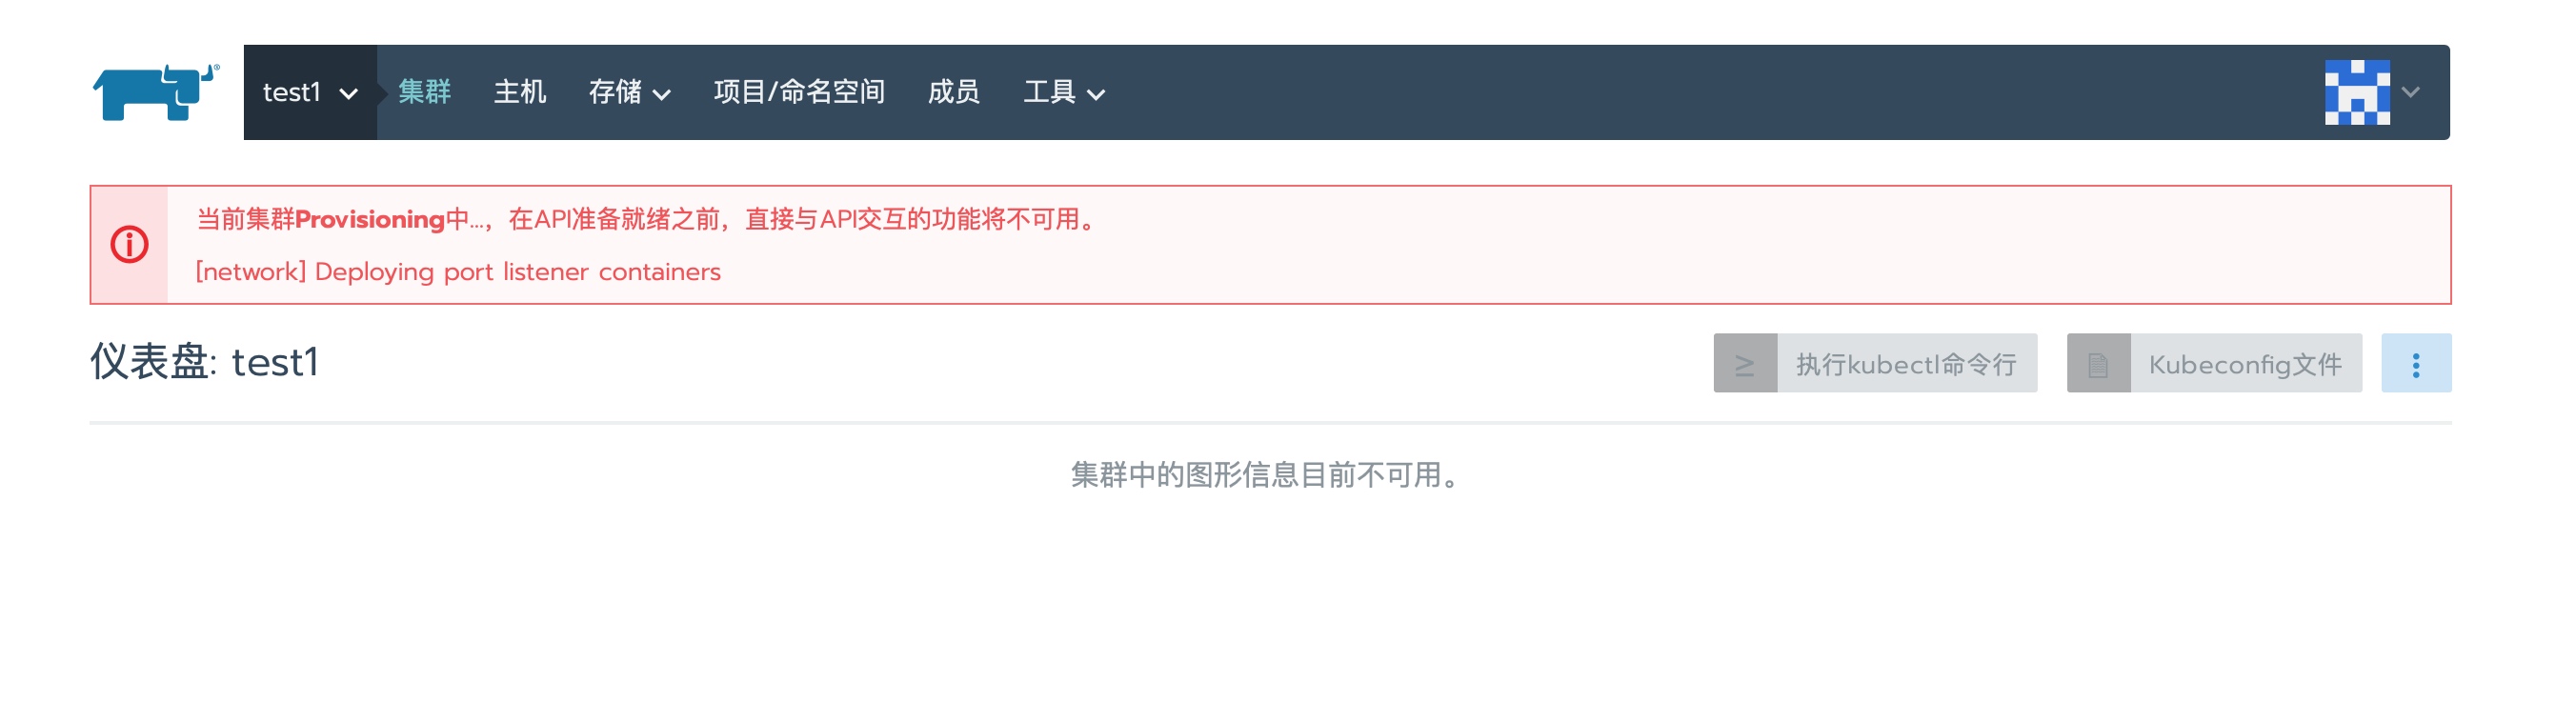 test1 集群 主机 存储 项目/命名空间 成员 工具
当前集群Provisioning中...，在API准备就绪之前，直接与API交互的功能将不可用。
[network] Deploying port listener containers
仪表盘: test1 执行kubectl命令行 Kubeconfig文件
集群中的图形信息目前不可用。